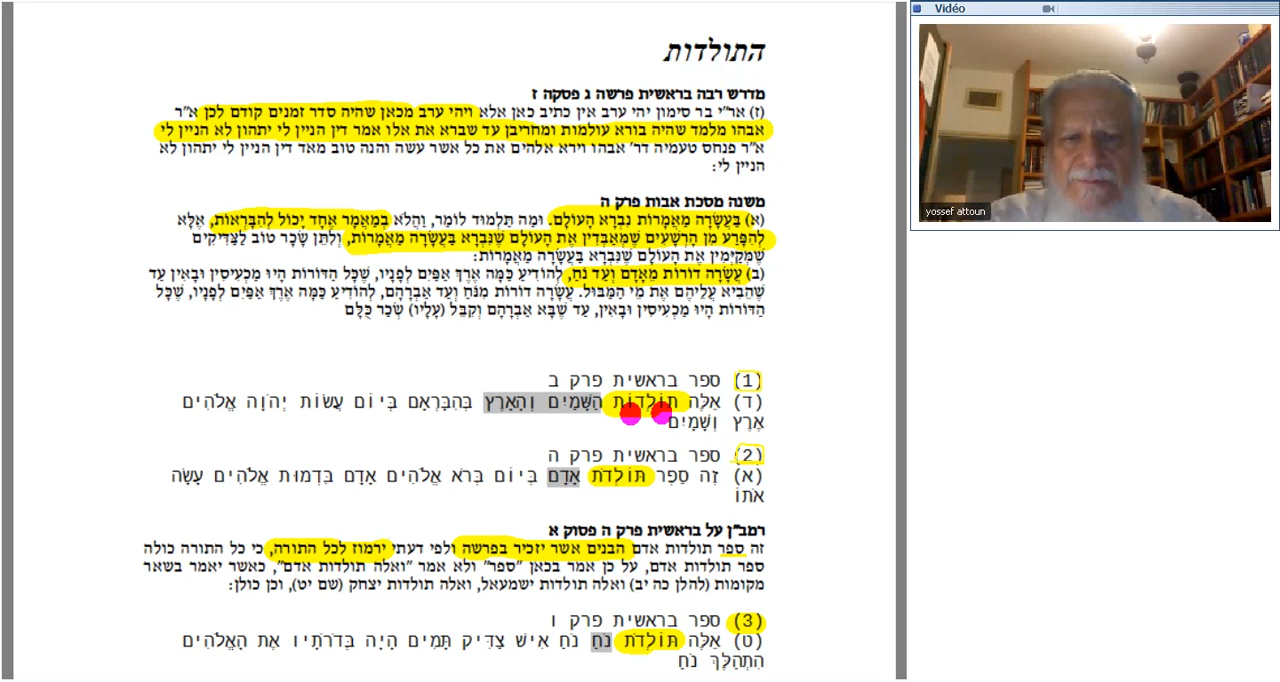 התולדות
מדרש רבה בראשית פרשה ג פסקה ז
(ז) אר"י בר סימון יהי ערב אין כתיב כאן אלא ויהי ערב מכאן שהיה סדר זמנים קודם לכן א"ר
אבהו מלמד שהיה בורא עולמות ומחריבן עד שברא את אלו אמר דין הניין לי יתהון לא הניין לי
א"ר פנחס טעמיה דר' אבהו וירא אלהים את כל אשר עשה והנה טוב מאד דין הניין לי יתהון לא
הניין לי:
משנה מסכת אבות פרק ה
(א) בַּעֲשָׂרָה מַאֲמָרוֹת נִבְרָא הָעוֹלָם. וּמַה תַּלְמוּד לוֹמַר, וַהֲלֹא בְמַאֲמָר אֶחָד יָכוֹל לְהִבָּרְאוֹת, אֶלָּא
לְהִפָּרַע מִן הָרְשָׁעִים שֶׁמְּאַבְּדִין אֶת הָעוֹלָם שֶׁנִּבְרָא בַּעֲשָׂרָה מַאֲמָרוֹת, וְלִתֵּן שָׂכָר טוֹב לַצַּדִּיקִים
שֶׁמְּקַיְּמִין אֶת הָעוֹלָם שֶׁנִּבְרָא בַּעֲשָׂרָה מַאֲמָרוֹת:
(ב) עֲשָׂרָה דוֹרוֹת מֵאָדָם וְעַד נֹחַ, לְהוֹדִיעַ כַּמָּה אֶרֶךְ אַפַּיִם לְפָנָיו, שֶׁכָּל הַדּוֹרוֹת הָיוּ מַכְעִיסִין וּבָאִין עַד
שֶׁהֵבִיא עֲלֵיהֶם אֶת מֵי הַמַּבּוּל. עֲשָׂרָה דוֹרוֹת מִנֹּחַ וְעַד אַבְרָהָם, לְהוֹדִיעַ כַּמָּה אֶרֶךְ אַפַּיִם לְפָנָיו, שֶׁכָּל
הַדּוֹרוֹת הָיוּ מַכְעִיסִין וּבָאִין, עַד שֶׁבָּא אַבְרָהָם וְקִבֵּל (עָלָיו) שְׂכַר כֻּלָּם
(1) ספר בראשית פרק ב
(ד) אֵלֶּה תוֹלְדוֹת הַשָּׁמַיִם וְהָאָרֶץ בְּהִבָּרְאָם בְּיוֹם עֲשׂוֹת יְהֹוָה אֱלֹהִים
אֶרֶץ וְשָׁמָיִם
(2) ספר בראשית פרק ה
(א) זֶה סֵפֶר תּוֹלְדֹת אָדָם בְּיוֹם בְּרֹא אֱלֹהִים אָדָם בִּדְמוּת אֱלֹהִים עָשָׂה
אֹתוֹ
רמב"ן על בראשית פרק ה פסוק א
זה ספר תולדות אדם הבנים אשר יזכיר בפרשה ולפי דעתי ירמוז לכל התורה, כי כל התורה כולה
ספר תולדות אדם, על כן אמר בכאן "ספר" ולא אמר "ואלה תולדות אדם", כאשר יאמר בשאר
מקומות (להלן כה יב) ואלה תולדות ישמעאל, ואלה תולדות יצחק (שם יט), וכן כולן:
(3) ספר בראשית פרק ו
(ט) אֵלֶּה תּוֹלְדֹת נֹחַ נֹחַ אִישׁ צַדִּיק תָּמִים הָיָה בְּדֹרֹתָיו אֶת הָאֱלֹהִים
הִתְהַלֶּךְ נֹחַ
Vidéo
yossef attoun